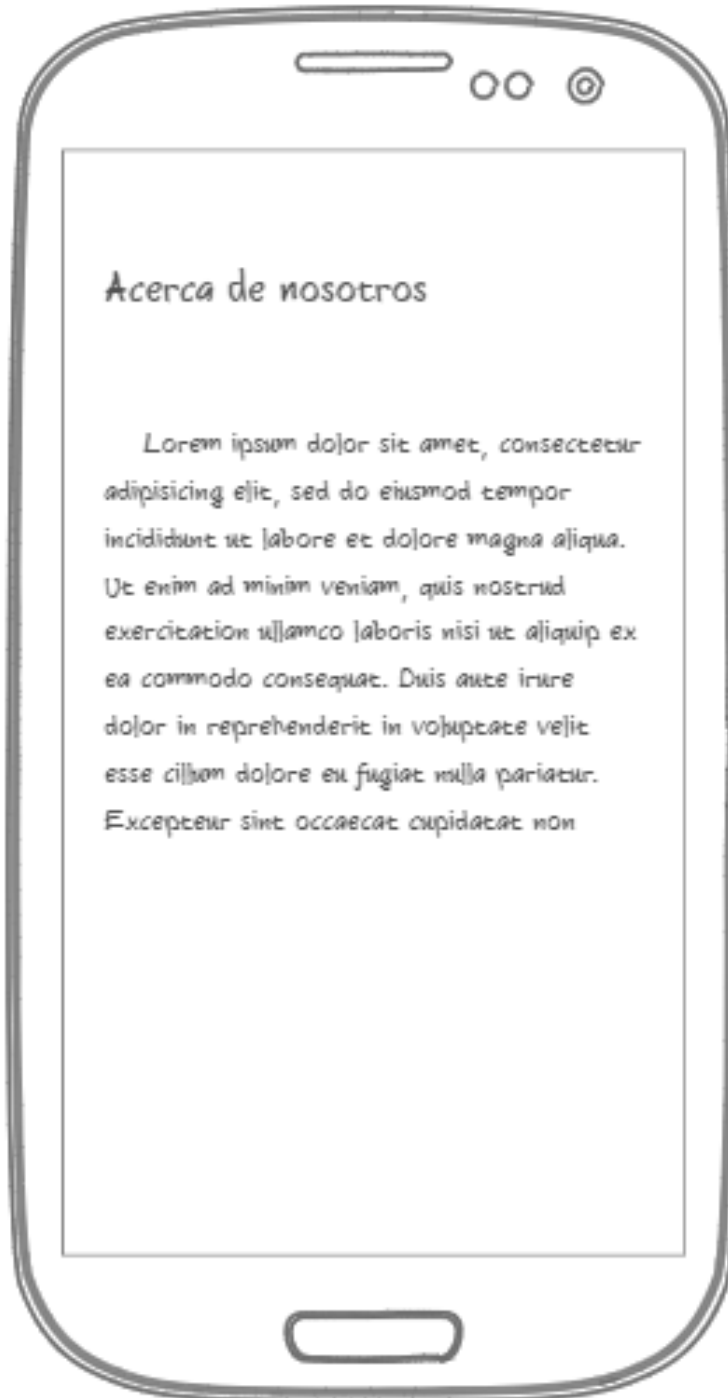 Acerca de nosotros
Lorem ipsum dolor sit amet, consectetur
adipisicing elit, sed do eiusmod tempor
incididunt ut labore et dolore magna aliqua.
Ut enim ad minim veniam, quis nostrud
exercitation ullamco laboris nisi ut aliquip ex
ea commodo consequat. Duis aute irure
dolor in reprehenderit in voluptate velit
esse cillum dolore eu fugiat nulla pariatur.
Excepteur sint occaecat cupidatat non